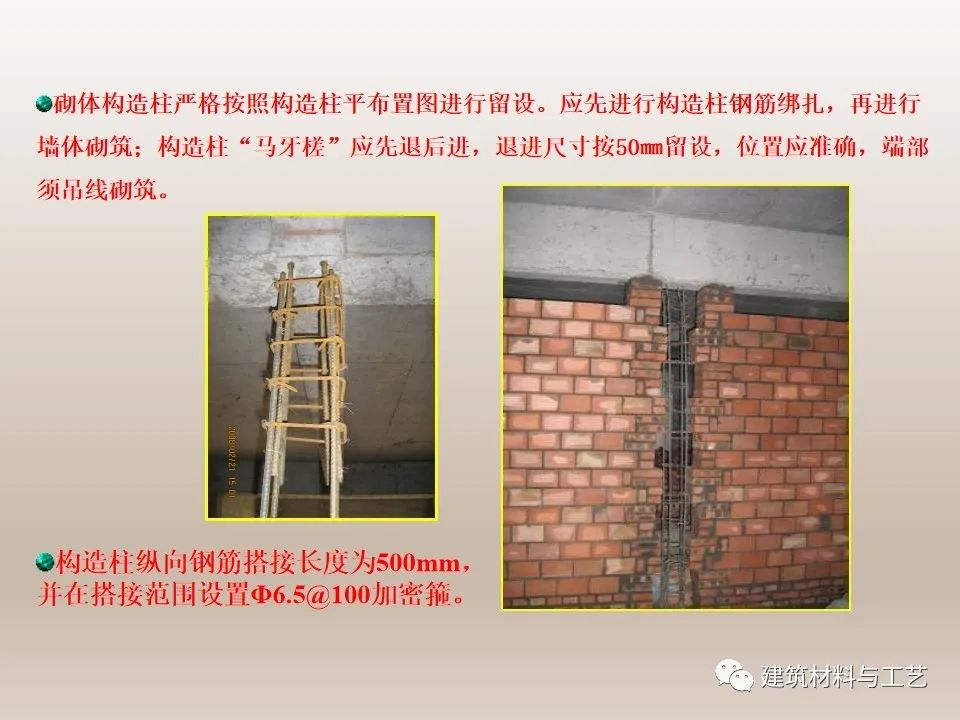 砌体构造柱严格按照构造柱平布置图进行留设。应先进行构造柱钢筋绑扎，再进行
墙体砌筑；构造柱“马牙槎”应先退后进，退进尺寸按50mm留设，位置应准确，端部
须吊线砌筑。
2008/02/21 15:01
构造柱纵向钢筋搭接长度为500mm，
并在搭接范围设置Φ6.5@100加密箍。
建筑材料与工艺